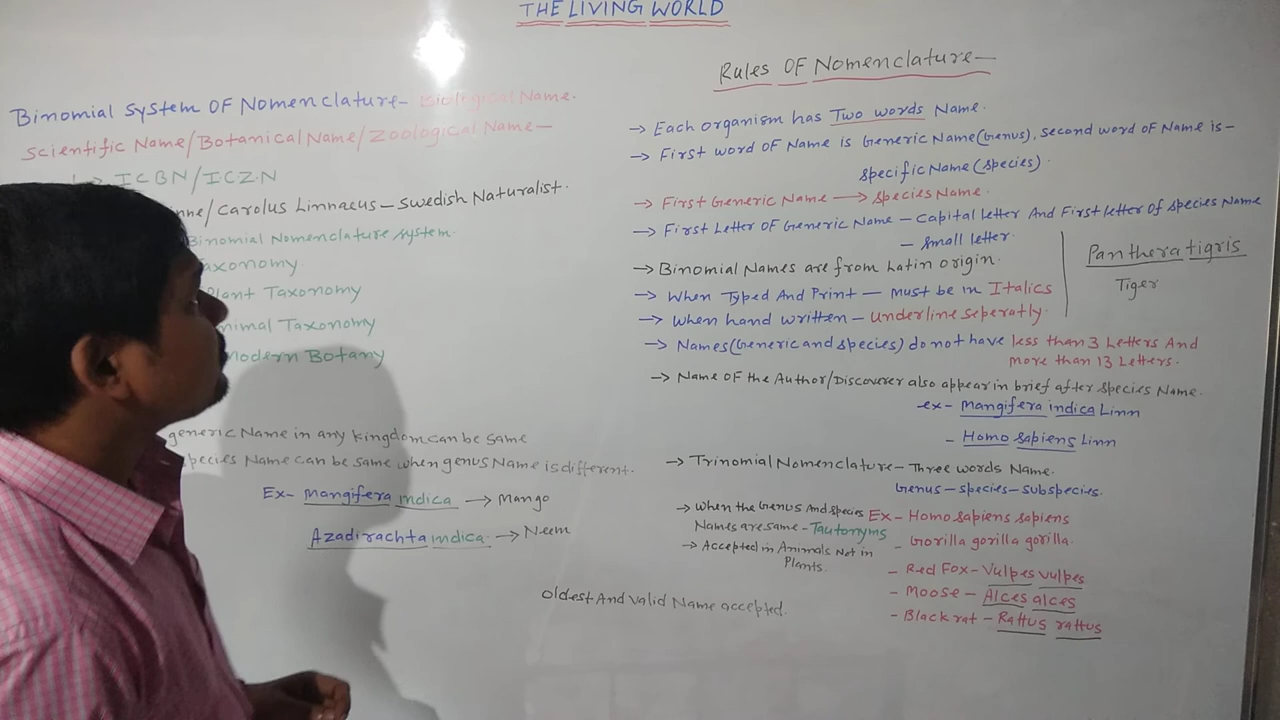 THE LIVING WORLD
Binomial System OF Nomenclature- Biological Name.
Scientific Name/Botanical Name/Zoological Name-
ICBN/ICZN
/Carolus Linnaeus - Swedish Naturalist.
Binomial Nomenclature system.
Taxonomy
Plant Taxonomy
Taxonomy
Modern Botany
generic Name in any kingdom can be same
Name can be same when genus Name is different.
Ex- Mangifera indica → Mango
Azadirachta indica → Neem
Oldest And Valid Name accepted.
Rules OF Nomenclature-
→ Each organism has Two words Name.
→ First word OF Name is Generic Name (Genus), second word OF Name is -
specific Name (species)
→ First Generic Name → Species Name.
→ First Letter OF Generic Name - Capital letter And First letter Of species Name
- small letter.
→ Binomial Names are from Latin origin.
→ When Typed And Print - Must be in Italics
→ When hand written - underline seperatly.
→ Names (Generic and species) do not have less than 3 Letters And
more than 13 Letters.
Panthera tigris
Tiger
→ Name OF the Author/Discoverer also appear in brief after species Name.
ex- Mangifera indica Linn
- Homo sapiens Linn
→ Trinomial Nomenclature - Three words Name.
Genus - species - subspecies.
→ When the Genus And species
Names are same - Tautonyms
→ Accepted in Animals Not in
Plants.
Ex- Homo sapiens sapiens
- Gorilla gorilla gorilla.
- Red Fox - Vulpes vulpes
- Moose - Alces alces
- Black rat - Rattus rattus